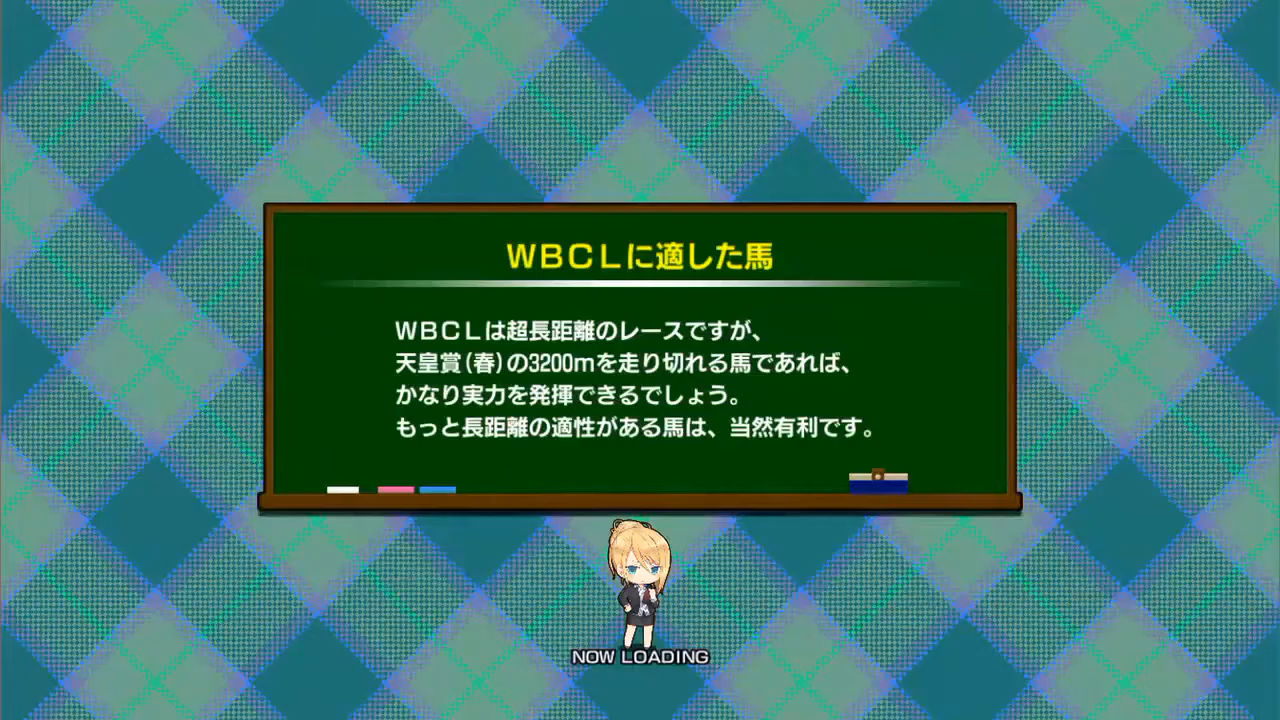 ＷＢＣＬに適した馬
ＷＢＣＬは超長距離のレースですが、
天皇賞(春)の3200mを走り切れる馬であれば、
かなり実力を発揮できるでしょう。
もっと長距離の適性がある馬は、当然有利です。
NOW LOADING